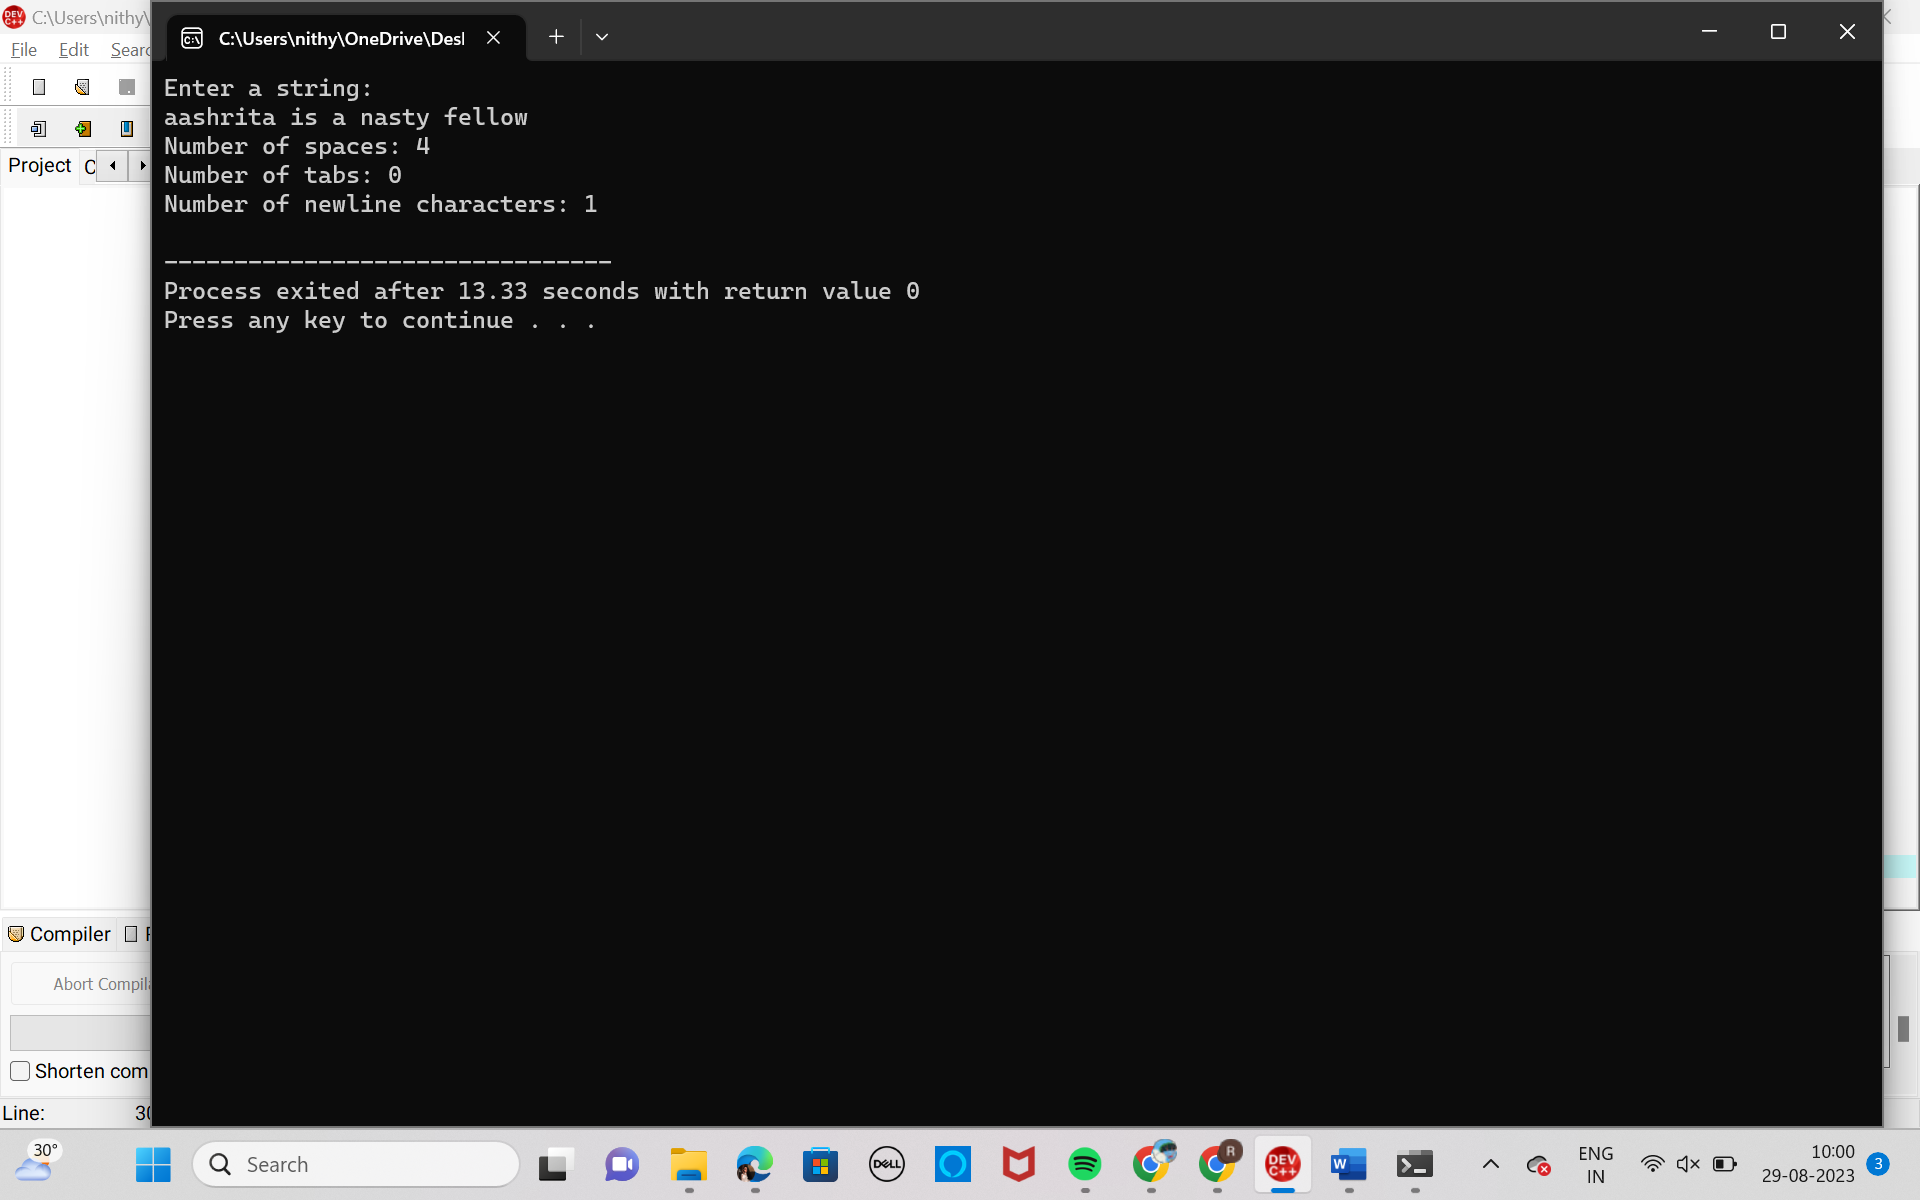 C:\Users\nithy\
File Edit Searc
Project C
C:\Users\nithy\OneDrive\Desl
Enter a string:
aashrita is a nasty fellow
Number of spaces: 4
Number of tabs: 0
Number of newline characters: 1
--------------------------------
Process exited after 13.33 seconds with return value 0
Press any key to continue . . .
Compiler
Abort Compila
Shorten com
Line: 30
30°
Search
DELL
R
DEV C++
W
ENG
IN
10:00
29-08-2023
3